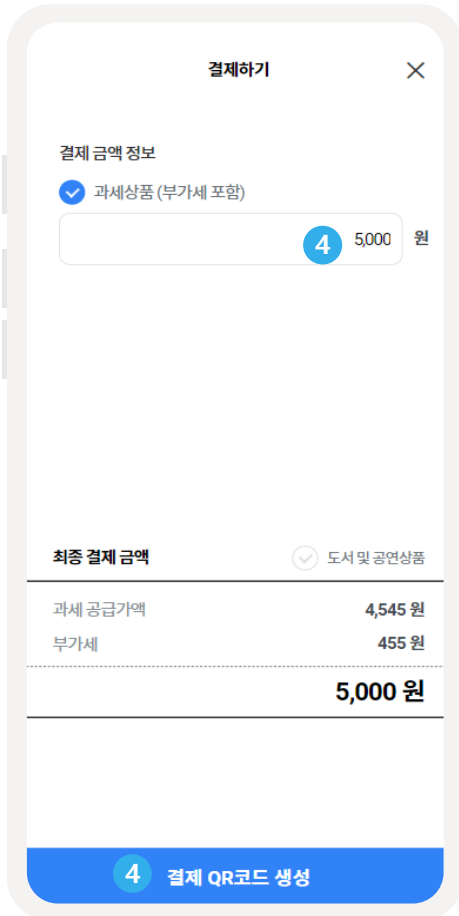 결제하기
결제 금액 정보
과세상품 (부가세 포함)
4 5,000 원
최종 결제 금액 도서 및 공연상품
과세 공급가액 4,545 원
부가세 455 원
5,000 원
4 결제 QR코드 생성